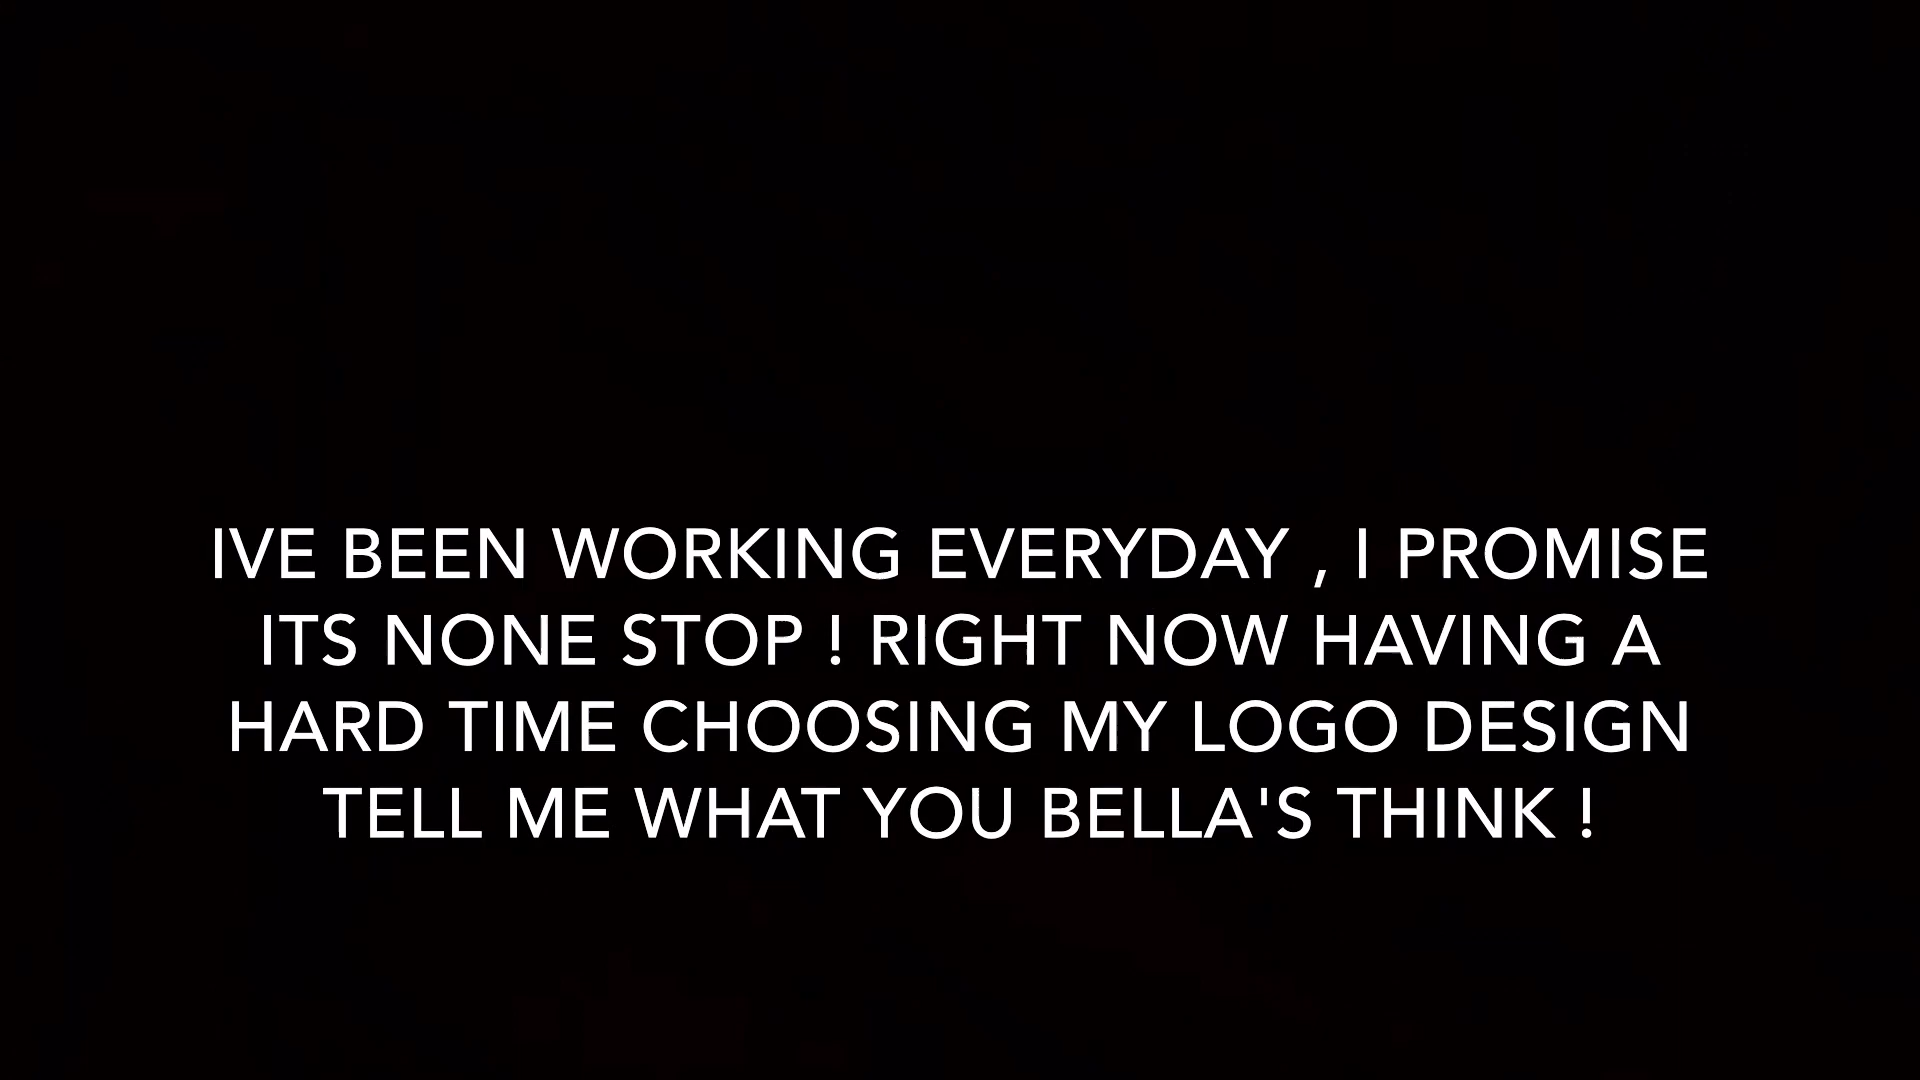 IVE BEEN WORKING EVERYDAY , I PROMISE
ITS NONE STOP ! RIGHT NOW HAVING A
HARD TIME CHOOSING MY LOGO DESIGN
TELL ME WHAT YOU BELLA'S THINK !